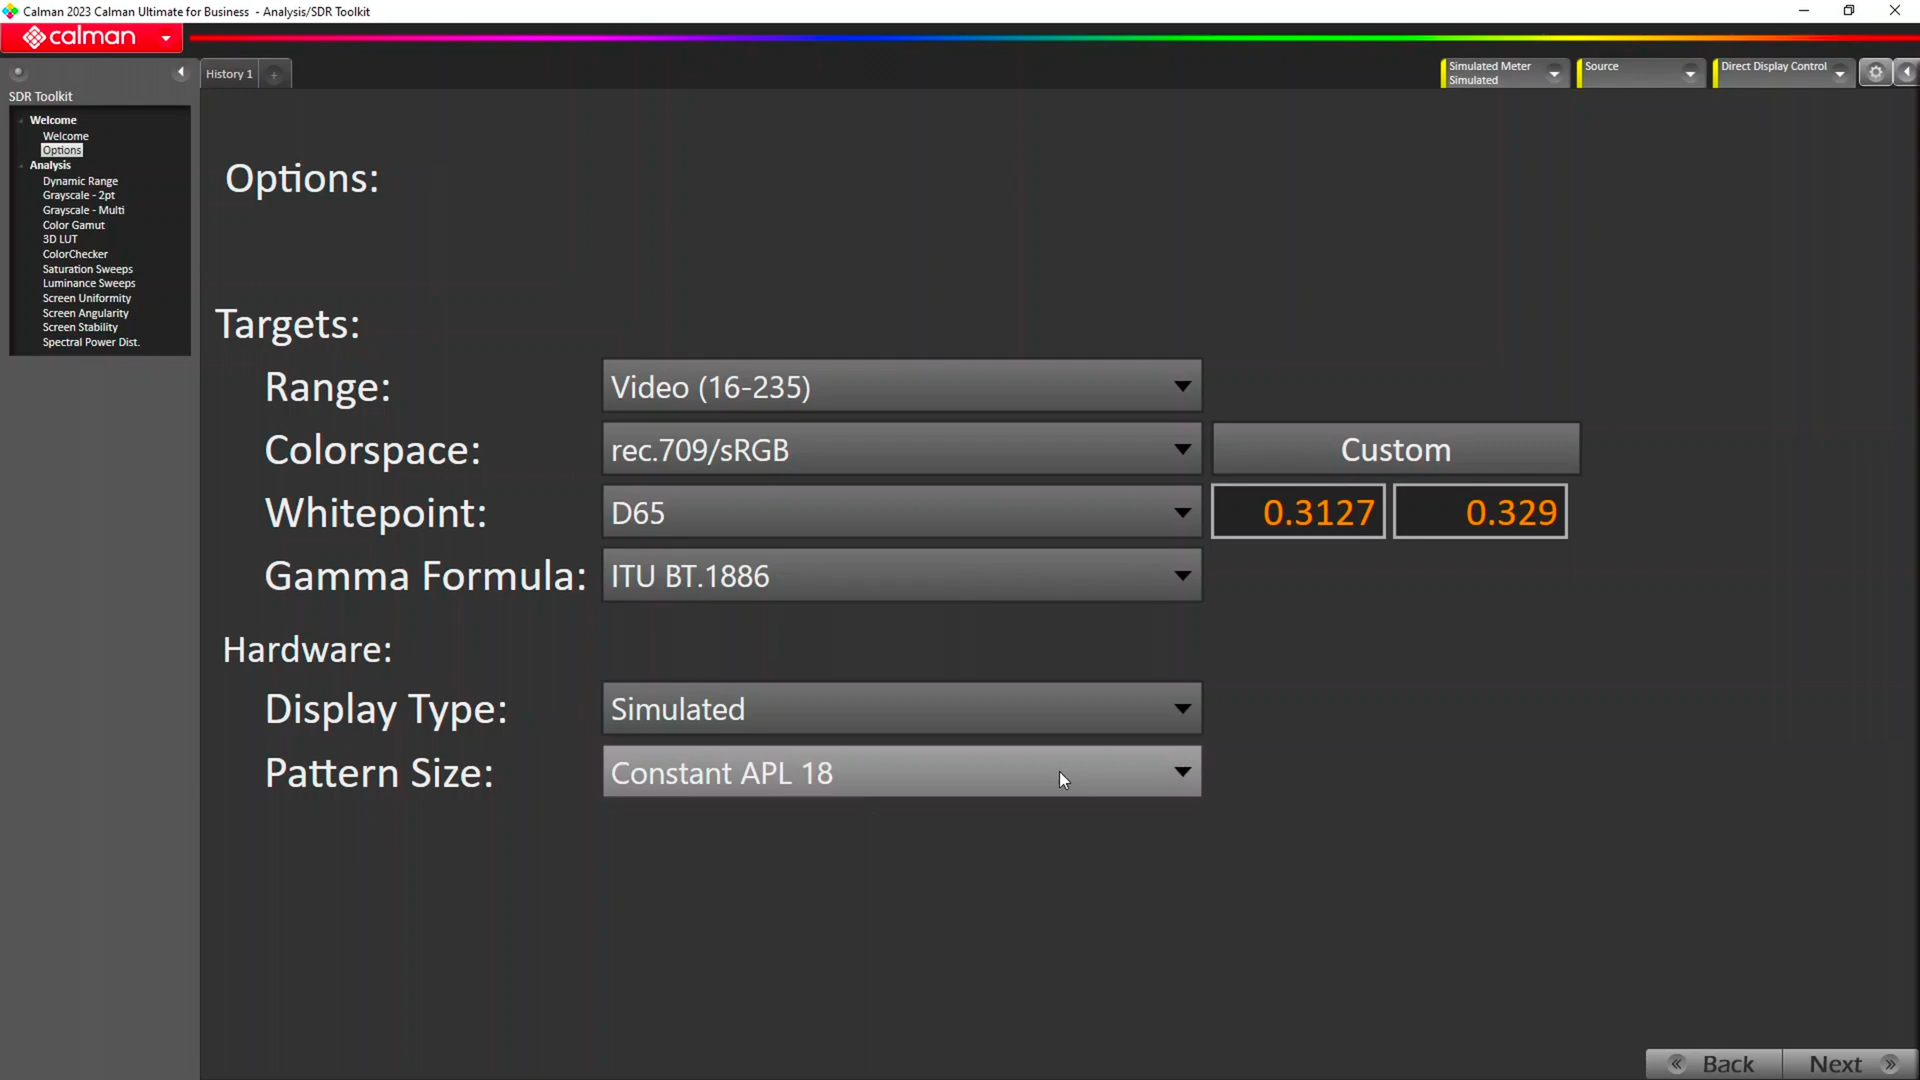 Calman 2023 Calman Ultimate for Business - Analysis/SDR Toolkit
calman
History 1
+
Simulated Meter
Simulated
Source
Direct Display Control
SDR Toolkit
Welcome
Welcome
Options
Analysis
Dynamic Range
Grayscale - 2pt
Grayscale - Multi
Color Gamut
3D LUT
ColorChecker
Saturation Sweeps
Luminance Sweeps
Screen Uniformity
Screen Angularity
Screen Stability
Spectral Power Dist.
Options:
Targets:
Range: Video (16-235)
Colorspace: rec.709/sRGB Custom
Whitepoint: D65 0.3127 0.329
Gamma Formula: ITU BT.1886
Hardware:
Display Type: Simulated
Pattern Size: Constant APL 18
Back Next